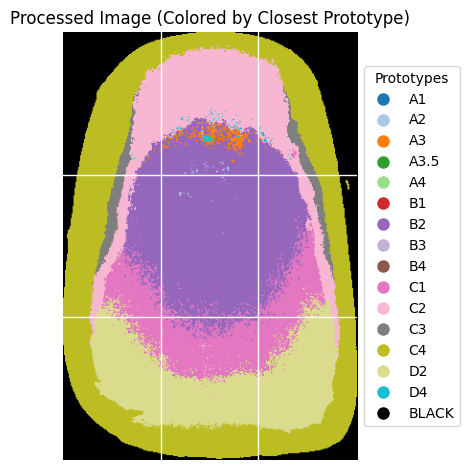 Processed Image (Colored by Closest Prototype)
Prototypes
A1
A2
A3
A3.5
A4
B1
B2
B3
B4
C1
C2
C3
C4
D2
D4
BLACK